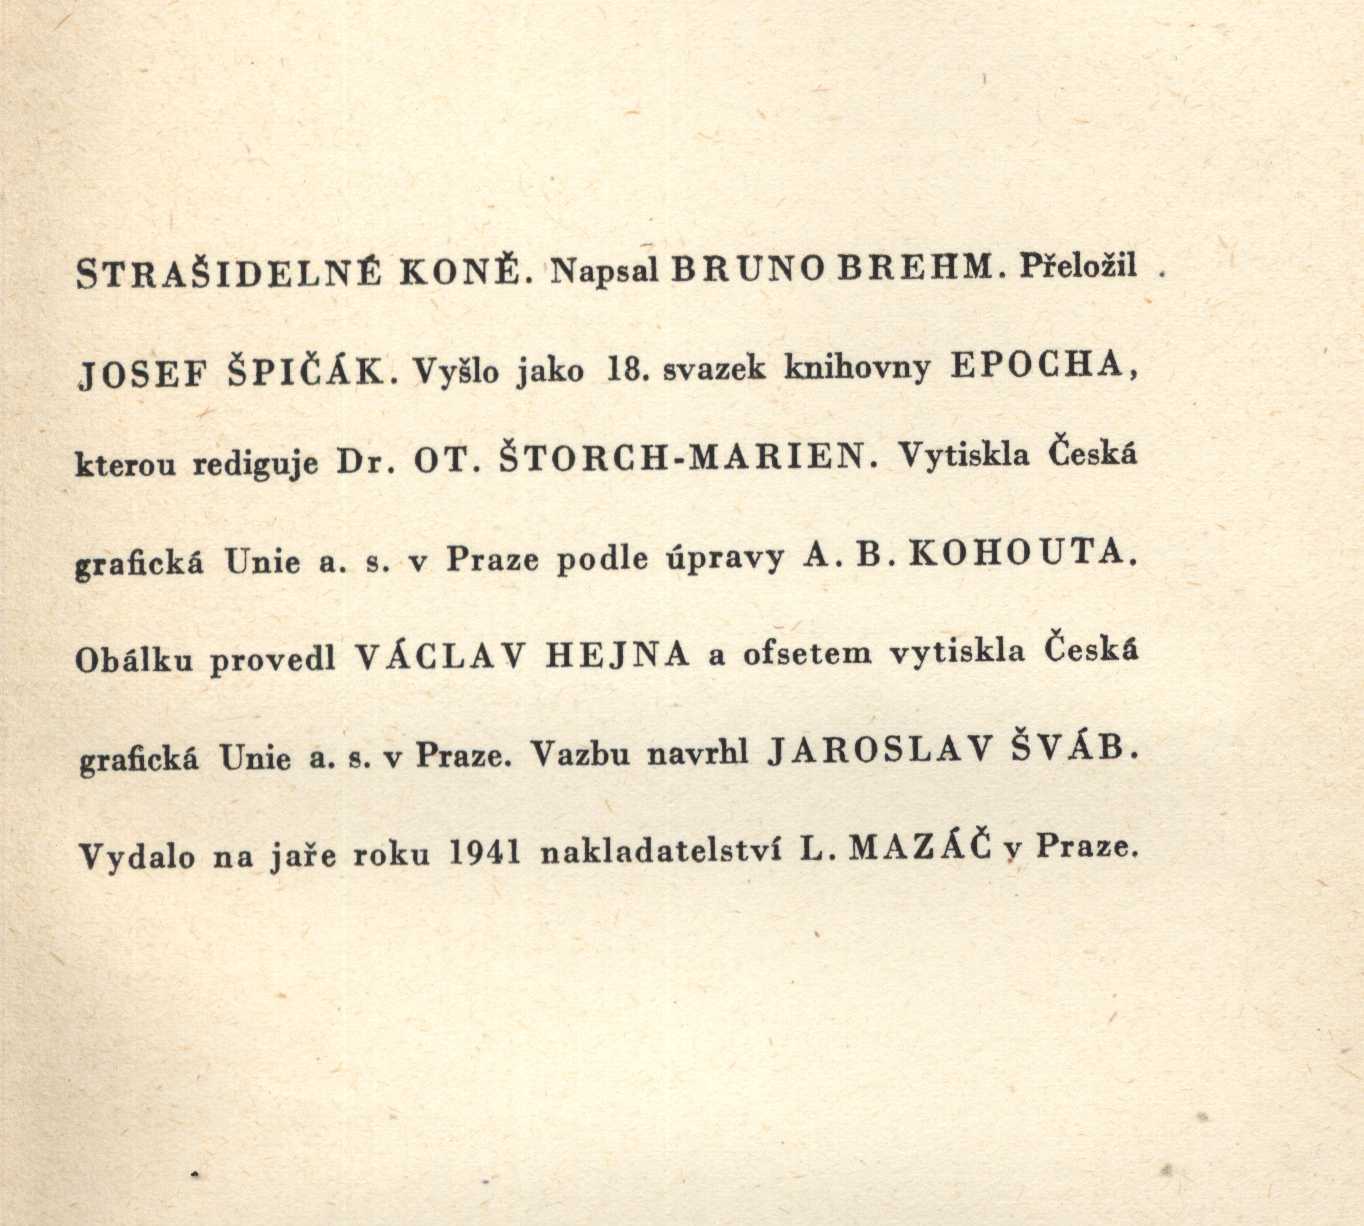 STRAŠIDELNÉ KONĚ. Napsal BRUNO BREHM. Přeložil
JOSEF ŠPIČÁK. Vyšlo jako 18. svazek knihovny EPOCHA,
kterou rediguje Dr. OT. ŠTORCH-MARIEN. Vytiskla Česká
grafická Unie a. s. v Praze podle úpravy A. B. KOHOUTA.
Obálku provedl VÁCLAV HEJNA a ofsetem vytiskla Česká
grafická Unie a. s. v Praze. Vazbu navrhl JAROSLAV ŠVÁB.
Vydalo na jaře roku 1941 nakladatelství L. MAZÁČ v Praze.